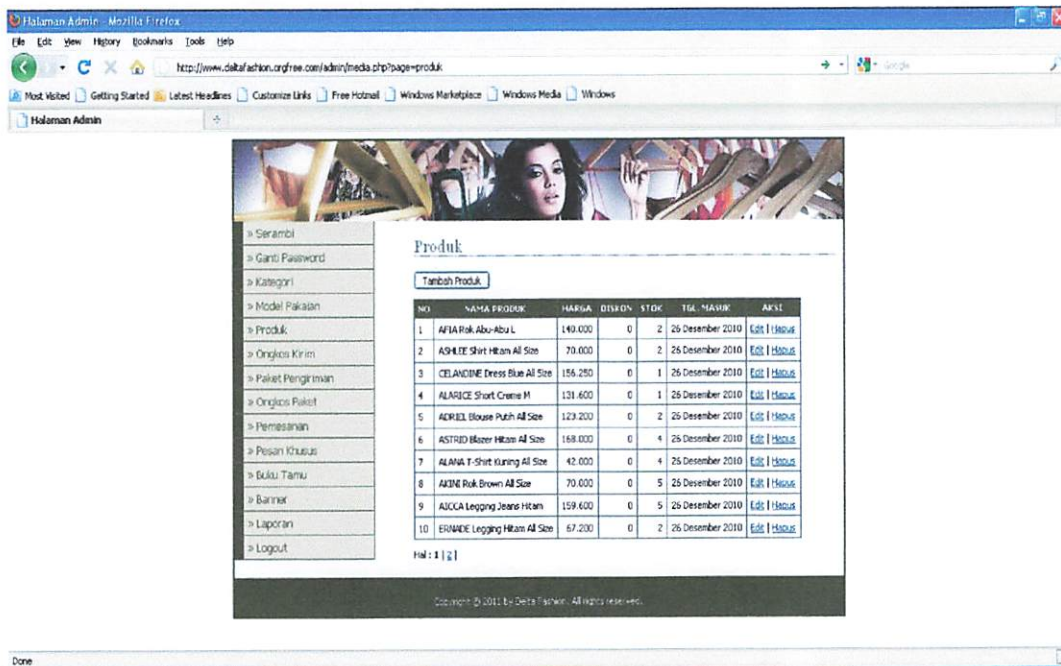 Halaman Admin - Mozilla Firefox
File Edit View History Bookmarks Tools Help
http://www.deltafashion.orgfree.com/admin/media.php?page=produk
Google
Most Visited Getting Started Latest Headlines Customize Links Free Hotmail Windows Marketplace Windows Media Windows
Halaman Admin
» Serambi
» Ganti Password
» Kategori
» Model Pakaian
» Produk
» Ongkos Kirim
» Paket Pengiriman
» Ongkos Paket
» Pemesanan
» Pesan Khusus
» Buku Tamu
» Banner
» Laporan
» Logout
Produk
Tambah Produk
NO NAMA PRODUK HARGA DISKON STOK TGL. MASUK AKSI
1 AFIA Rok Abu-Abu L 140.000 0 2 26 Desember 2010 Edit | Hapus
2 ASHLEE Shirt Hitam All Size 70.000 0 2 26 Desember 2010 Edit | Hapus
3 CELANDINE Dress Blue All Size 156.250 0 1 26 Desember 2010 Edit | Hapus
4 ALARICE Short Creme M 131.600 0 1 26 Desember 2010 Edit | Hapus
5 ADRIEL Blouse Putih All Size 123.200 0 2 26 Desember 2010 Edit | Hapus
6 ASTRID Blazer Hitam All Size 168.000 0 4 26 Desember 2010 Edit | Hapus
7 ALANA T-Shirt Kuning All Size 42.000 0 4 26 Desember 2010 Edit | Hapus
8 AKINI Rok Brown All Size 70.000 0 5 26 Desember 2010 Edit | Hapus
9 AICCA Legging Jeans Hitam 159.600 0 5 26 Desember 2010 Edit | Hapus
10 ERNADE Legging Hitam All Size 67.200 0 2 26 Desember 2010 Edit | Hapus
Hal : 1 | 2 |
Copyright © 2011 by Delta Fashion. All rights reserved.
Done